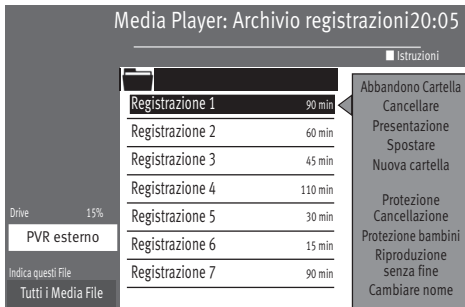 Media Player: Archivio registrazioni20:05
Istruzioni
Registrazione 1 90 min
Registrazione 2 60 min
Registrazione 3 45 min
Registrazione 4 110 min
Registrazione 5 30 min
Registrazione 6 15 min
Registrazione 7 90 min
Abbandono Cartella
Cancellare
Presentazione
Spostare
Nuova cartella
Protezione
Cancellazione
Protezione bambini
Riproduzione
senza fine
Cambiare nome
Drive 15%
PVR esterno
Indica questi File
Tutti i Media File